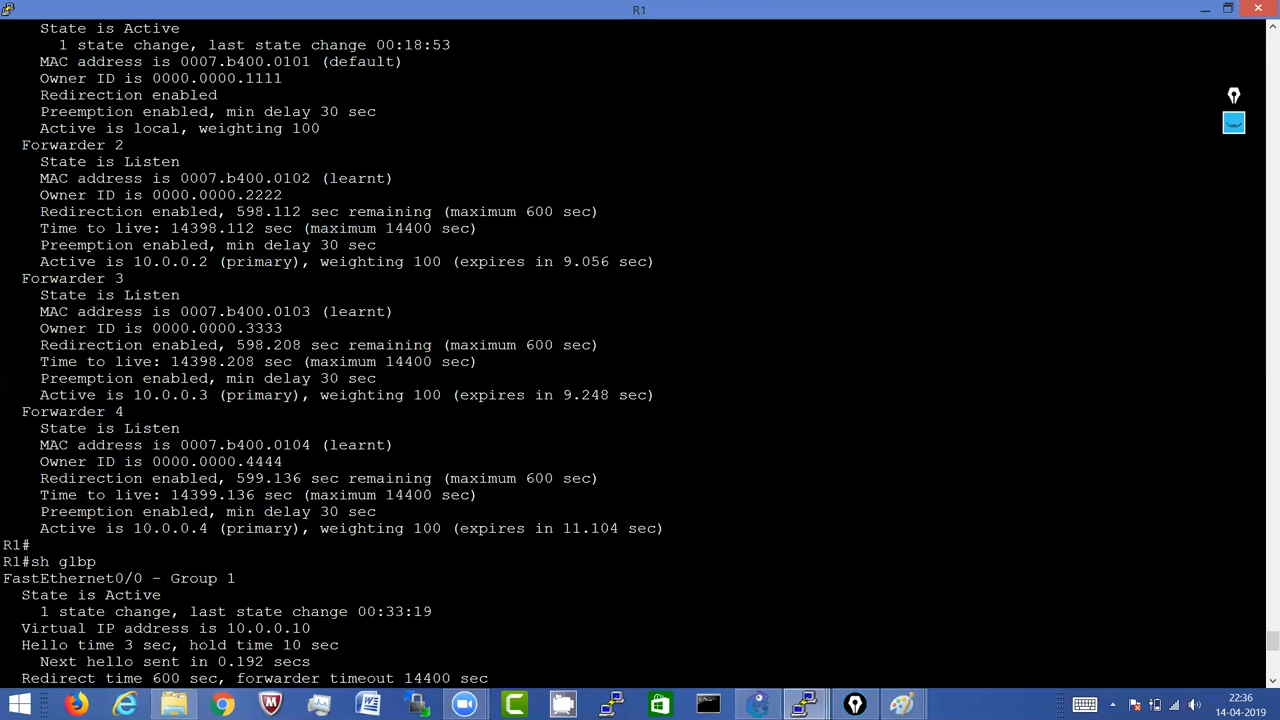 R1
State is Active
1 state change, last state change 00:18:53
MAC address is 0007.b400.0101 (default)
Owner ID is 0000.0000.1111
Redirection enabled
Preemption enabled, min delay 30 sec
Active is local, weighting 100
Forwarder 2
State is Listen
MAC address is 0007.b400.0102 (learnt)
Owner ID is 0000.0000.2222
Redirection enabled, 598.112 sec remaining (maximum 600 sec)
Time to live: 14398.112 sec (maximum 14400 sec)
Preemption enabled, min delay 30 sec
Active is 10.0.0.2 (primary), weighting 100 (expires in 9.056 sec)
Forwarder 3
State is Listen
MAC address is 0007.b400.0103 (learnt)
Owner ID is 0000.0000.3333
Redirection enabled, 598.208 sec remaining (maximum 600 sec)
Time to live: 14398.208 sec (maximum 14400 sec)
Preemption enabled, min delay 30 sec
Active is 10.0.0.3 (primary), weighting 100 (expires in 9.248 sec)
Forwarder 4
State is Listen
MAC address is 0007.b400.0104 (learnt)
Owner ID is 0000.0000.4444
Redirection enabled, 599.136 sec remaining (maximum 600 sec)
Time to live: 14399.136 sec (maximum 14400 sec)
Preemption enabled, min delay 30 sec
Active is 10.0.0.4 (primary), weighting 100 (expires in 11.104 sec)
R1#
R1#sh glbp
FastEthernet0/0 - Group 1
State is Active
1 state change, last state change 00:33:19
Virtual IP address is 10.0.0.10
Hello time 3 sec, hold time 10 sec
Next hello sent in 0.192 secs
Redirect time 600 sec, forwarder timeout 14400 sec
22:36
14-04-2019